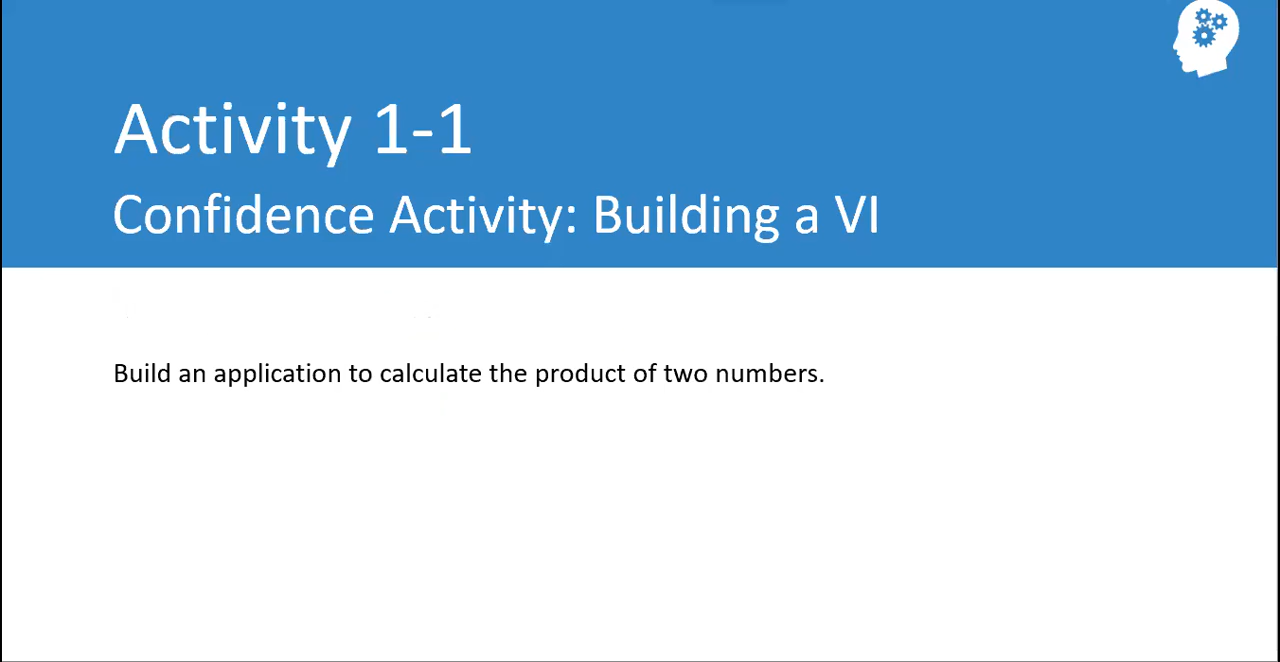 Activity 1-1
Confidence Activity: Building a VI
Build an application to calculate the product of two numbers.